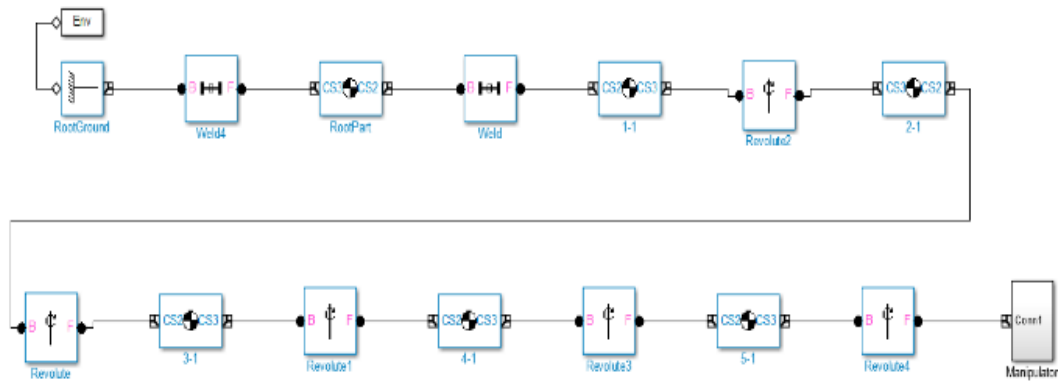 Env
B F CS3 CS2 B F CS2 CS3 B F CS3 CS2
RootGround Weld4 RootPart Weld 1-1 Revolute2 2-1
B F CS2 CS3 B F CS2 CS3 B F CS2 CS3 B F Conn1
Revolute 3-1 Revolute1 4-1 Revolute3 5-1 Revolute4 Manipulator